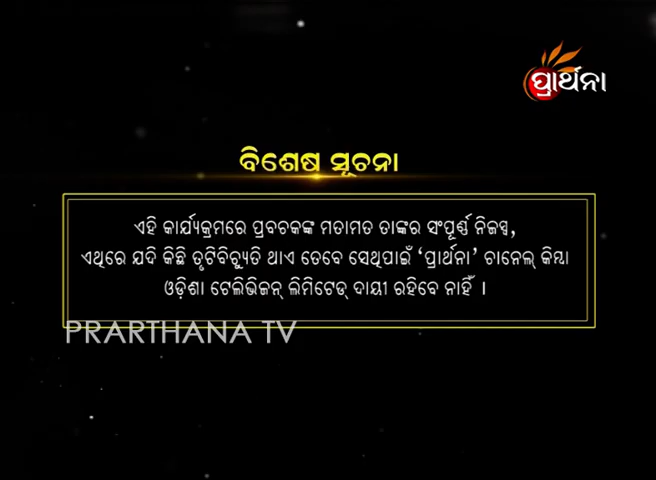 ପ୍ରାର୍ଥନା
ବିଶେଷ ସୂଚନା
ଏହି କାର୍ଯ୍ୟକ୍ରମରେ ପ୍ରବଚକଙ୍କ ମତାମତ ତାଙ୍କର ସଂପୂର୍ଣ୍ଣ ନିଜସ୍ୱ,
ଏଥିରେ ଯଦି କିଛି ତୃଟିବିଚ୍ୟୁତି ଥାଏ ତେବେ ସେଥିପାଇଁ ‘ପ୍ରାର୍ଥନା’ ଚାନେଲ୍ କିମ୍ବା
ଓଡ଼ିଶା ଟେଲିଭିଜନ୍ ଲିମିଟେଡ୍ ଦାୟୀ ରହିବେ ନାହିଁ ।
PRARTHANA TV